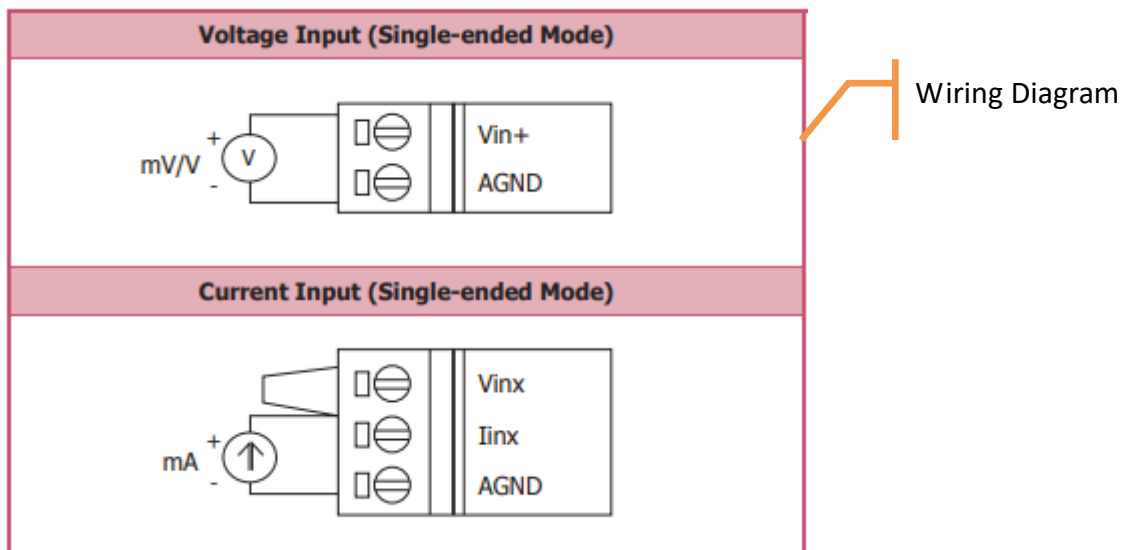 Voltage Input (Single-ended Mode)
Wiring Diagram
+
mV/V
V
-
Vin+
AGND
Current Input (Single-ended Mode)
+
mA
-
Vinx
Iinx
AGND